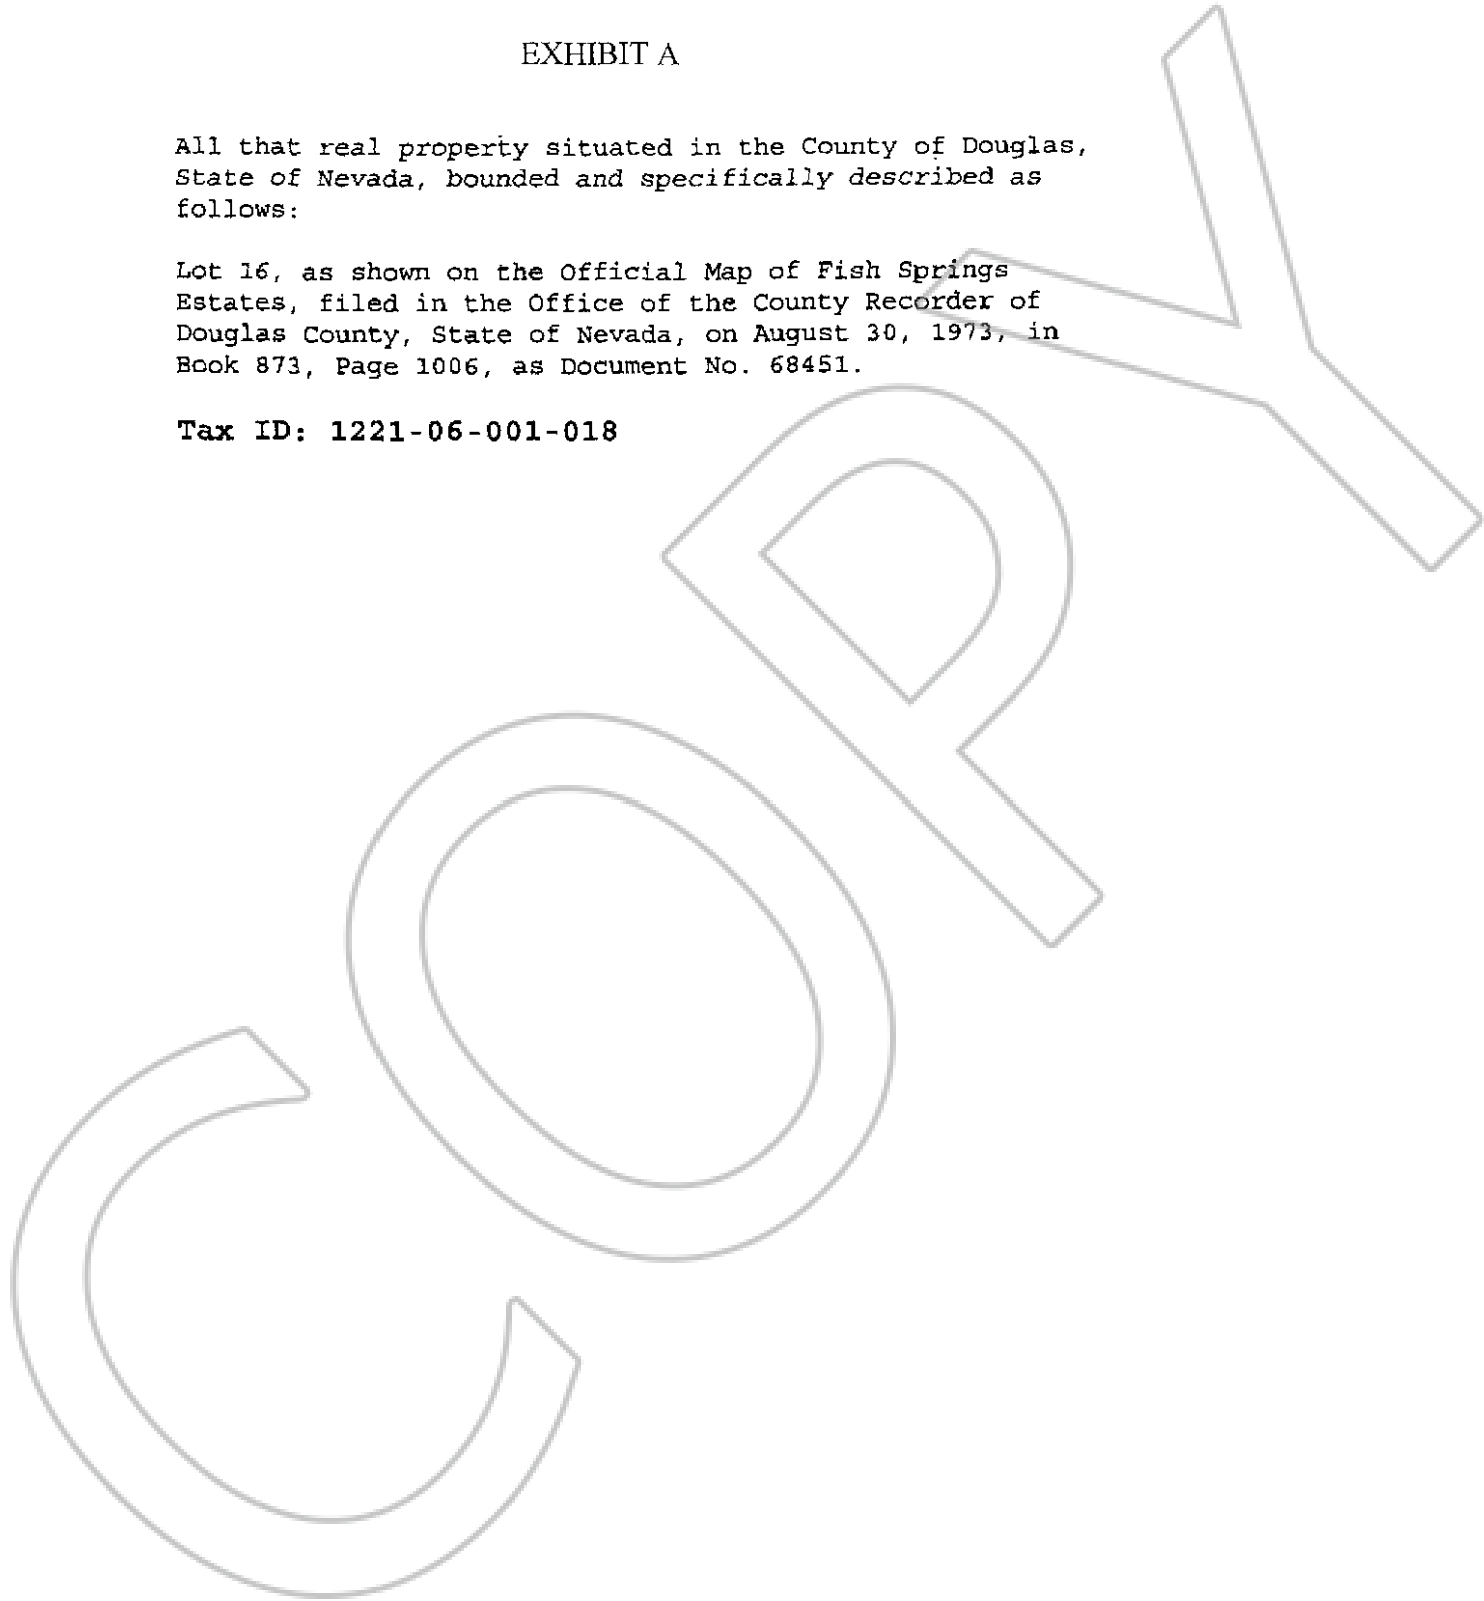 EXHIBIT A
All that real property situated in the County of Douglas,
State of Nevada, bounded and specifically described as
follows:
Lot 16, as shown on the Official Map of Fish Springs
Estates, filed in the Office of the County Recorder of
Douglas County, State of Nevada, on August 30, 1973, in
Book 873, Page 1006, as Document No. 68451.
Tax ID: 1221-06-001-018
COPY